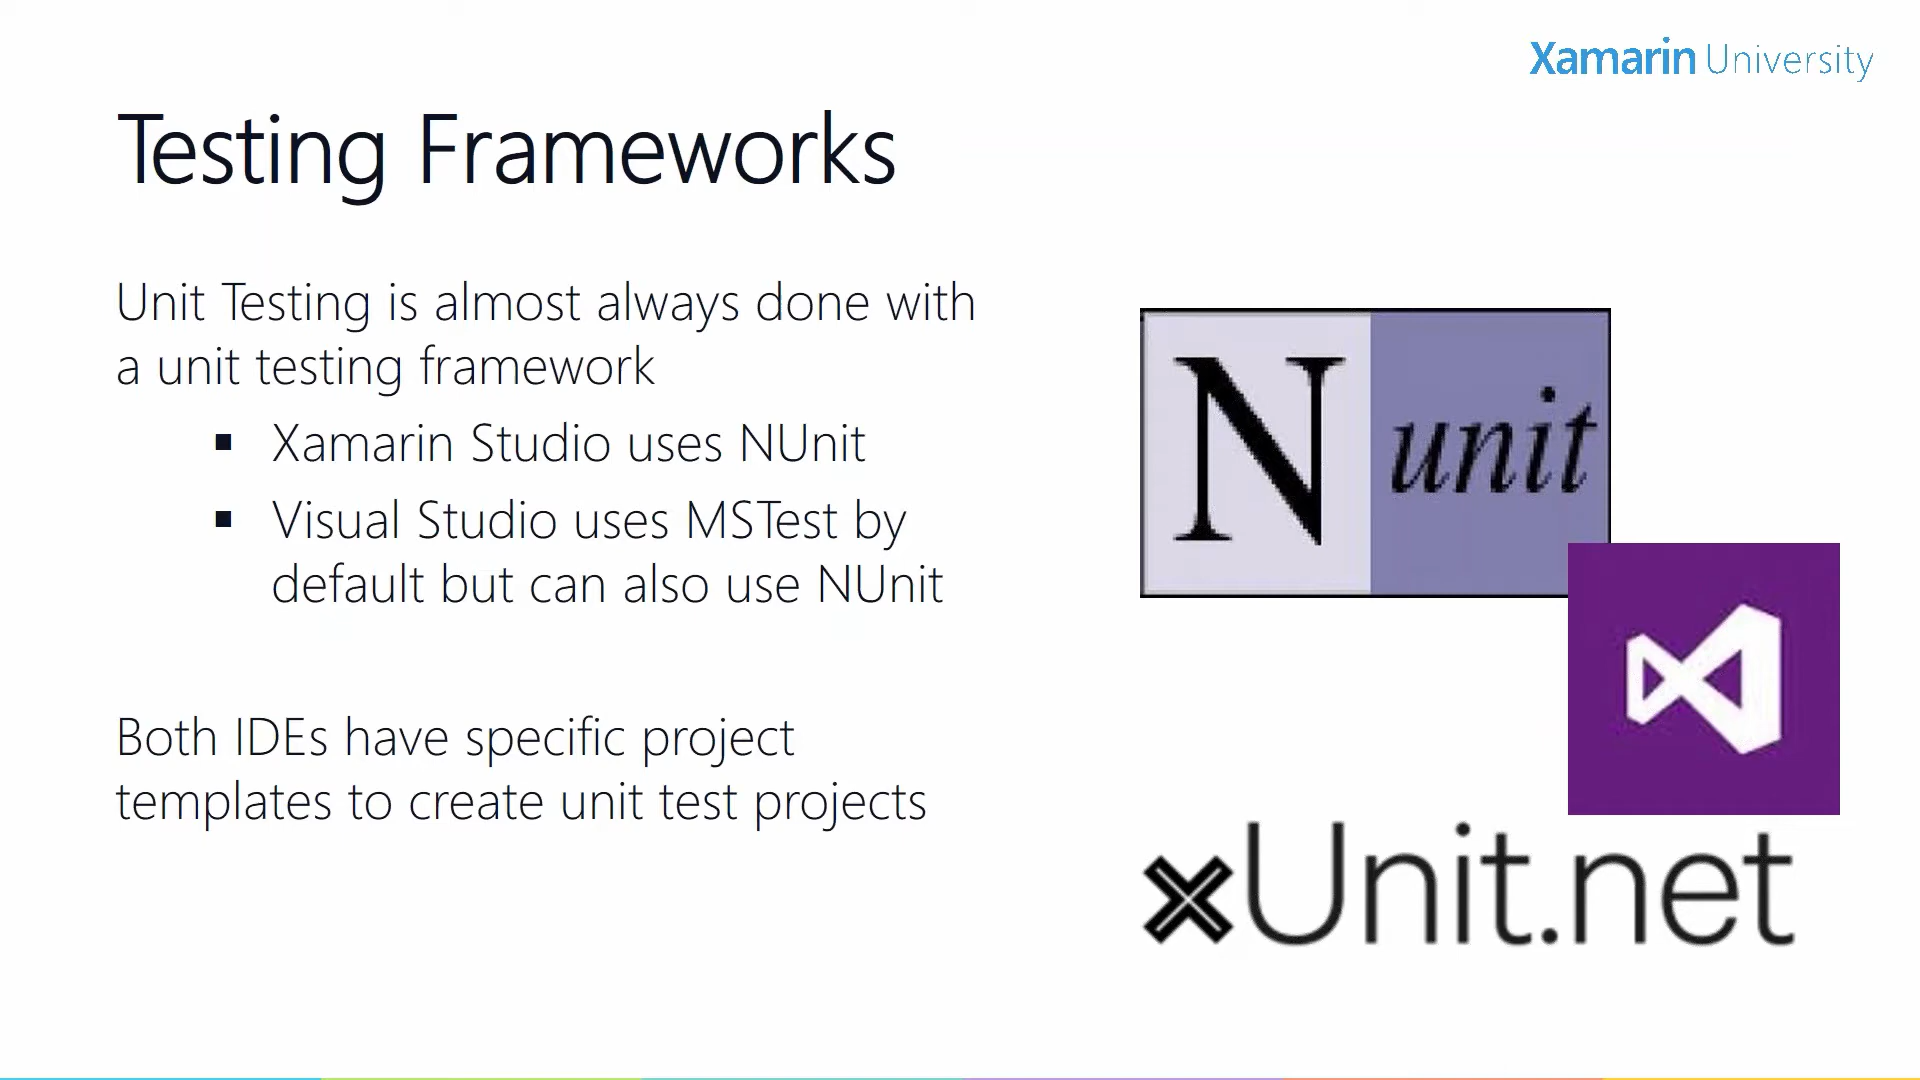 Xamarin University
Testing Frameworks
Unit Testing is almost always done with
a unit testing framework
▪ Xamarin Studio uses NUnit
▪ Visual Studio uses MSTest by
default but can also use NUnit
Both IDEs have specific project
templates to create unit test projects
N unit
xUnit.net